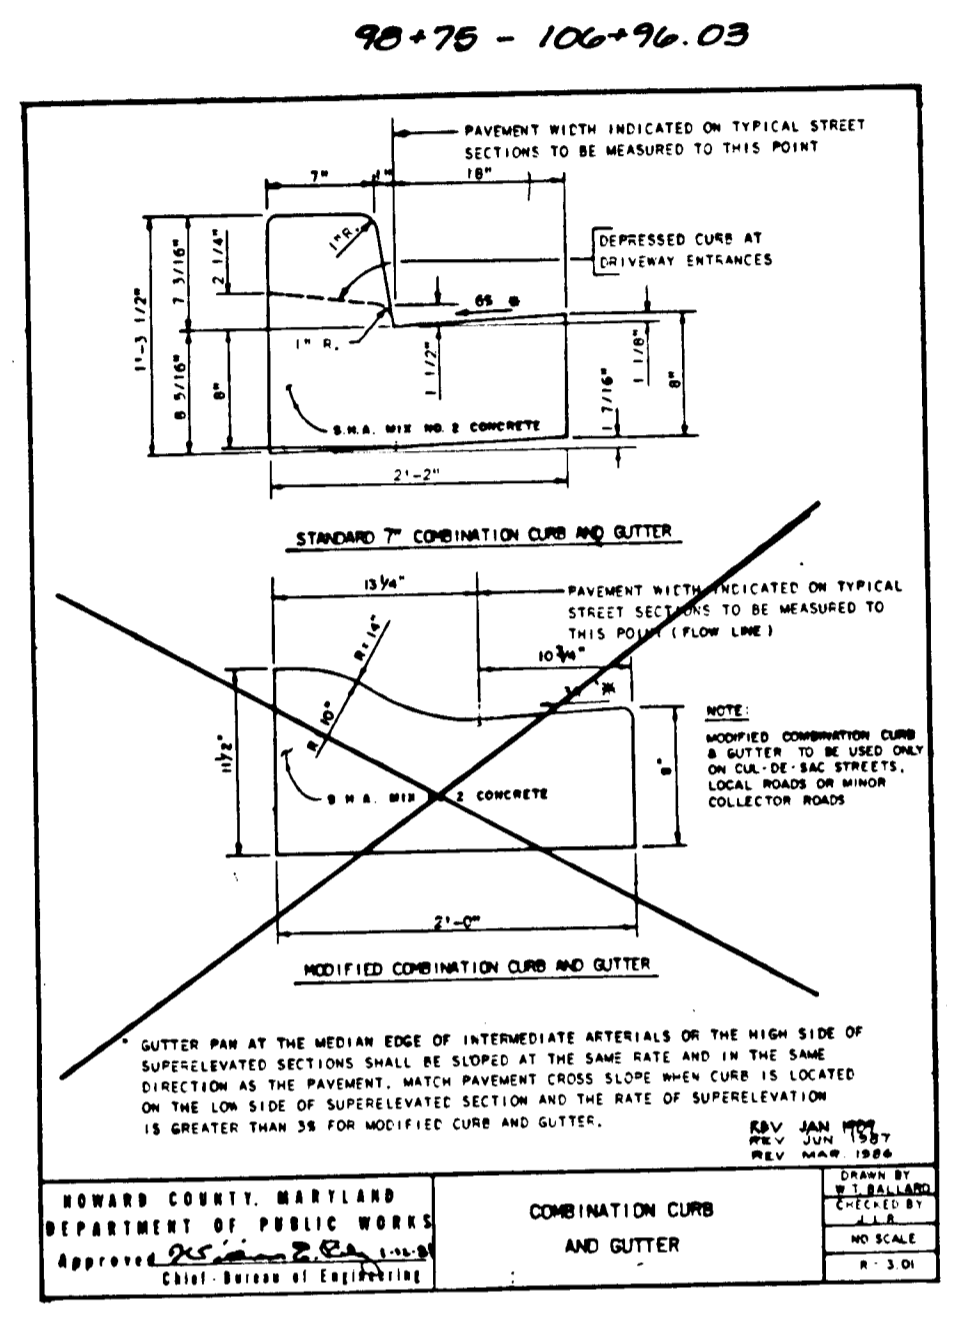 98+75 - 106+96.03
PAVEMENT WIDTH INDICATED ON TYPICAL STREET
SECTIONS TO BE MEASURED TO THIS POINT
7"
1"
18"
1" R.
DEPRESSED CURB AT
DRIVEWAY ENTRANCES
1'-3 1/2"
7 3/16"
2 1/4"
6% *
1" R.
8 5/16"
8"
1 1/2"
1 7/16"
1 1/8"
8"
S.H.A. MIX NO. 2 CONCRETE
2'-2"
STANDARD 7" COMBINATION CURB AND GUTTER
13 1/4"
PAVEMENT WIDTH INDICATED ON TYPICAL
STREET SECTIONS TO BE MEASURED TO
THIS POINT (FLOW LINE)
R=14"
10 3/4"
R=10"
11 1/2"
8"
NOTE:
MODIFIED COMBINATION CURB
& GUTTER TO BE USED ONLY
ON CUL-DE-SAC STREETS,
LOCAL ROADS OR MINOR
COLLECTOR ROADS
S.H.A. MIX 2 CONCRETE
2'-0"
MODIFIED COMBINATION CURB AND GUTTER
* GUTTER PAN AT THE MEDIAN EDGE OF INTERMEDIATE ARTERIALS OR THE HIGH SIDE OF
SUPERELEVATED SECTIONS SHALL BE SLOPED AT THE SAME RATE AND IN THE SAME
DIRECTION AS THE PAVEMENT. MATCH PAVEMENT CROSS SLOPE WHEN CURB IS LOCATED
ON THE LOW SIDE OF SUPERELEVATED SECTION AND THE RATE OF SUPERELEVATION
IS GREATER THAN 3% FOR MODIFIED CURB AND GUTTER.
REV JAN
REV JUN 1987
REV MAR. 1986
HOWARD COUNTY, MARYLAND
DEPARTMENT OF PUBLIC WORKS
Approved
Chief - Bureau of Engineering
COMBINATION CURB
AND GUTTER
DRAWN BY
W.T. BALLARD
CHECKED BY
J.L.R.
NO SCALE
R - 3.01